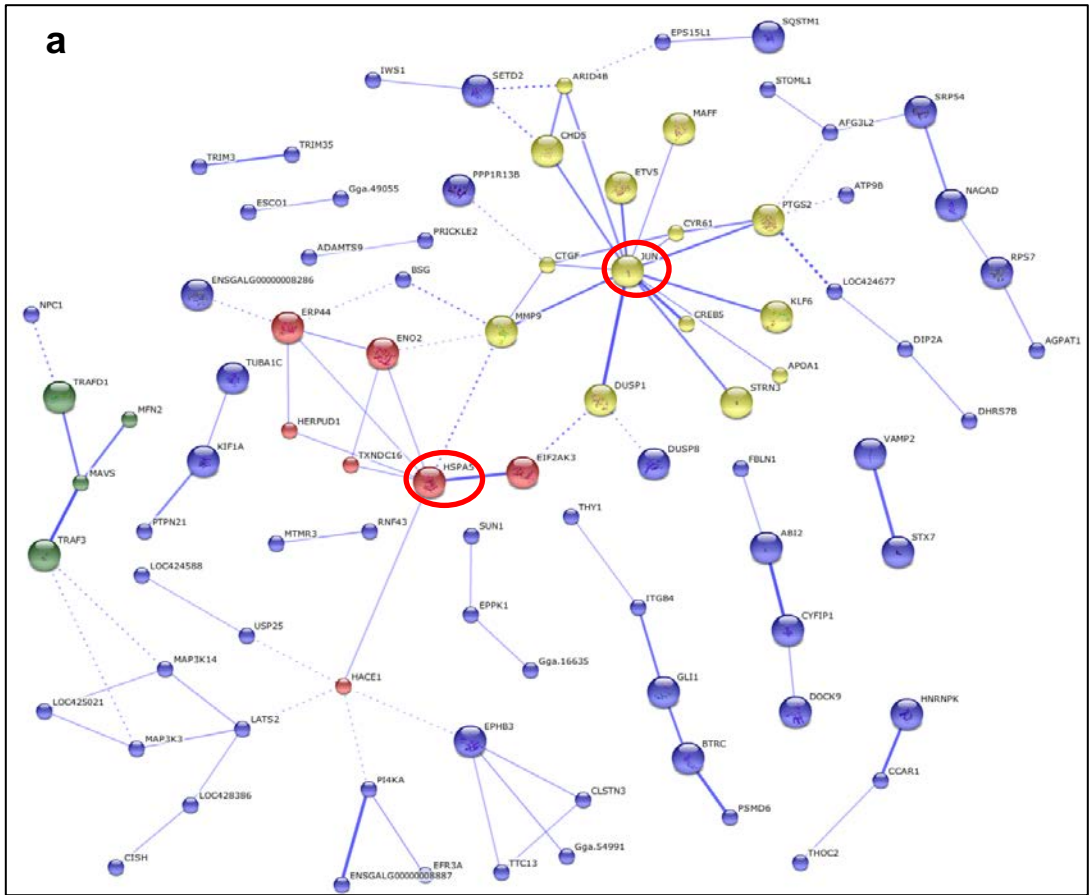 a
SQSTM1
EPS15L1
IWS1
SETD2
ARID4B
STOML1
SRP54
MAFF
AFG3L2
CHD5
TRIM35
TRIM3
ETV5
PPP1R13B
Gga.49055
ATP9B
PTGS2
NACAD
ESCO1
CYR61
PRICKLE2
ADAMTS9
CTGF
JUN
RPS7
ENSGALG00000008286
BSG
LOC424677
NPC1
ERP44
KLF6
MMP9
CREB5
ENO2
DIP2A
AGPAT1
TUBA1C
APOA1
TRAFD1
DUSP1
STRN3
MFN2
DHRS7B
HERPUD1
KIF1A
VAMP2
TXNDC16
HSPA5
EIF2AK3
DUSP8
FBLN1
MAVS
THY1
PTPN21
MTMR3
RNF43
SUN1
TRAF3
ABI2
STX7
LOC424588
ITGB4
EPPK1
CYFIP1
USP25
Gga.16635
MAP3K14
HACE1
GLI1
DOCK9
HNRNPK
LOC425021
LATS2
EPHB3
MAP3K3
BTRC
CCAR1
PI4KA
CLSTN3
LOC428386
PSMD6
CISH
Gga.54991
THOC2
EFR3A
TTC13
ENSGALG00000008887